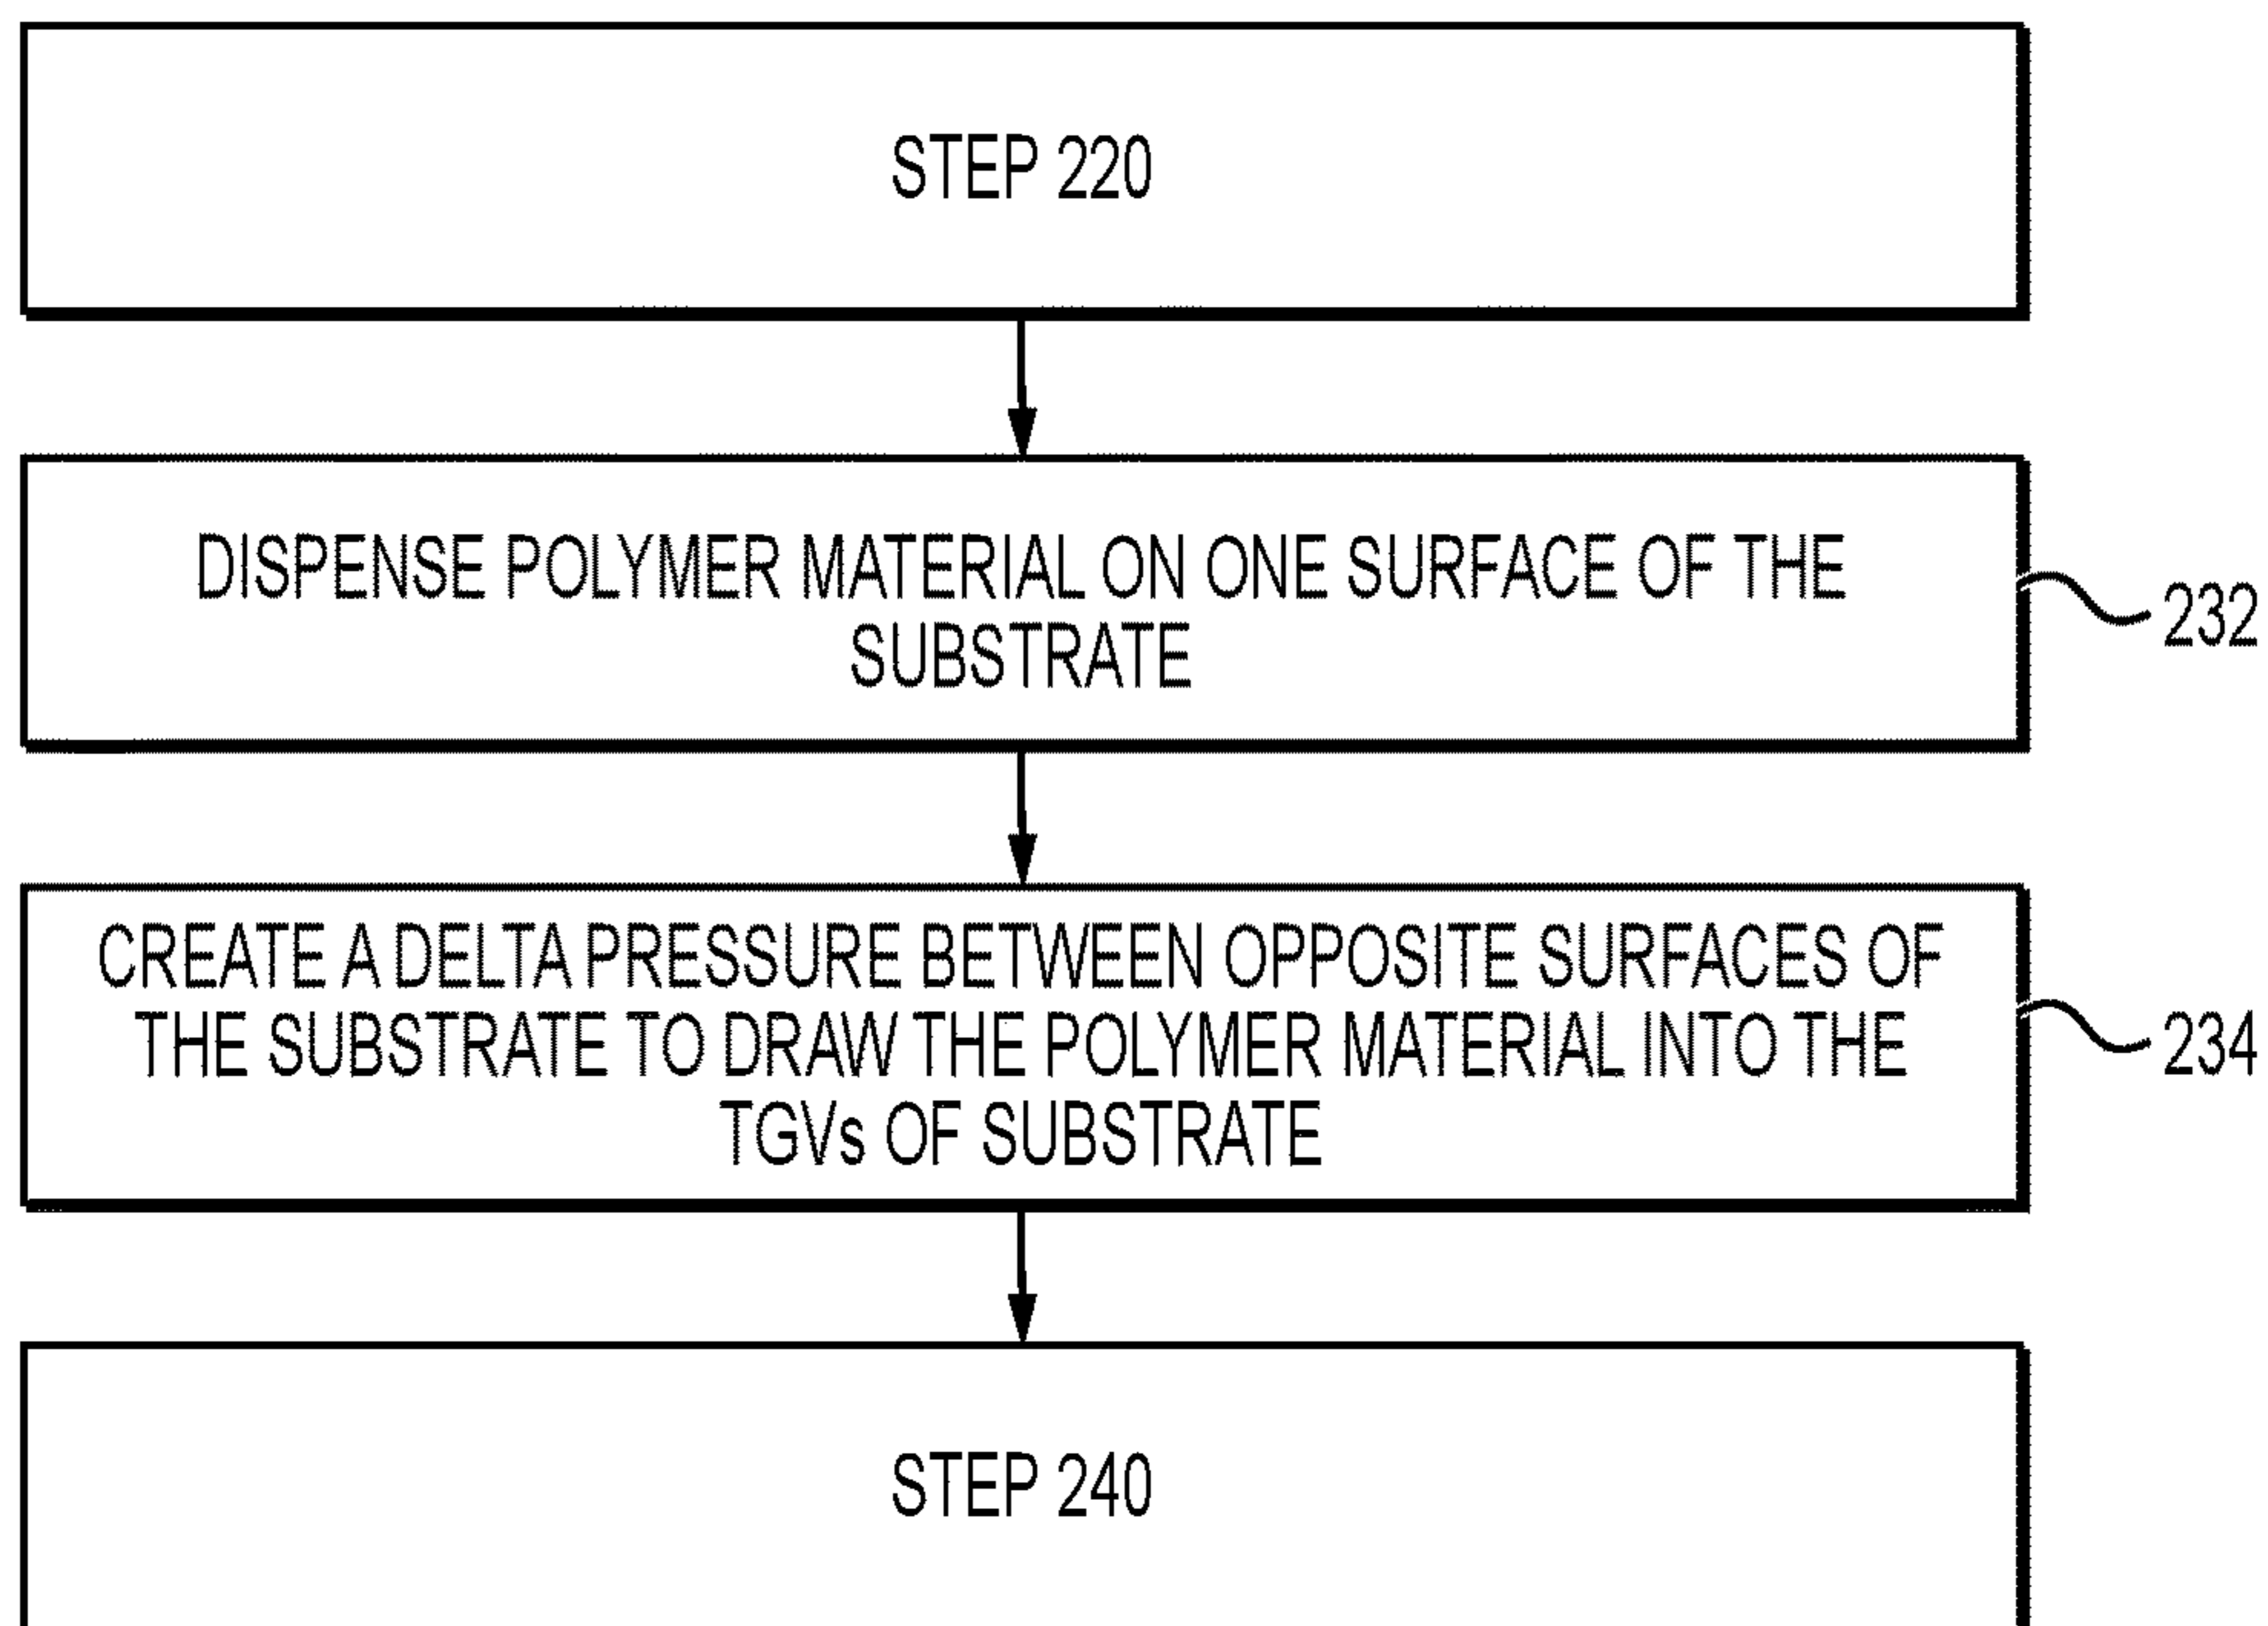 STEP 220
DISPENSE POLYMER MATERIAL ON ONE SURFACE OF THE
SUBSTRATE
232
CREATE A DELTA PRESSURE BETWEEN OPPOSITE SURFACES OF
THE SUBSTRATE TO DRAW THE POLYMER MATERIAL INTO THE
TGVs OF SUBSTRATE
234
STEP 240